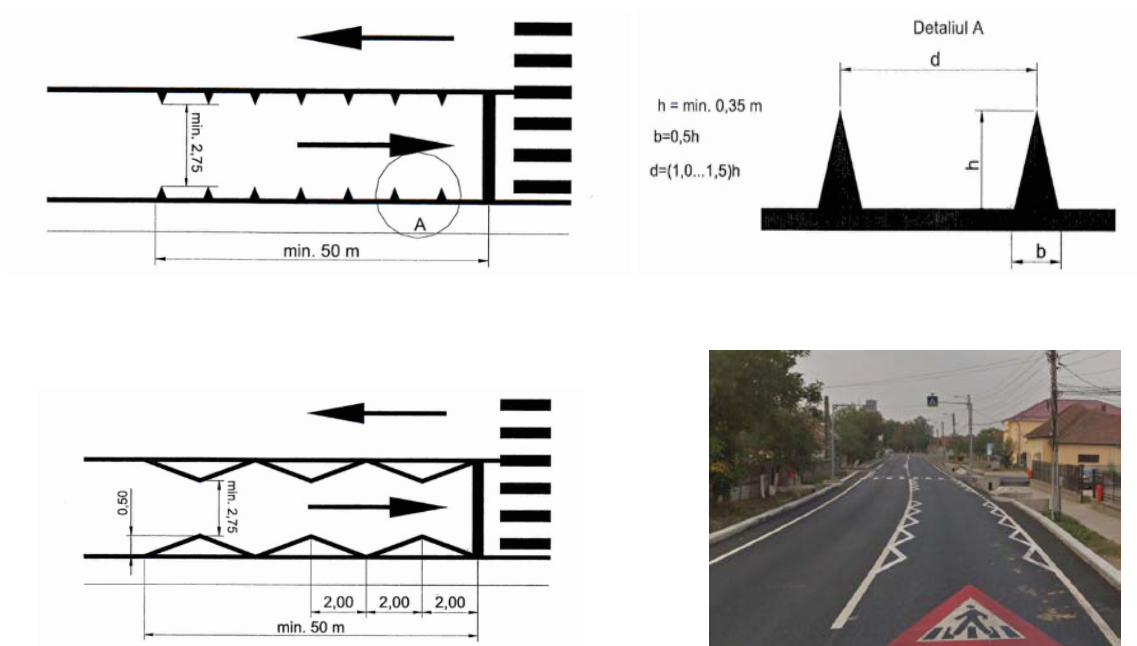 min. 2,75
A
min. 50 m
Detaliul A
d
h = min. 0,35 m
b=0,5h
d=(1,0...1,5)h
h
b
0,50
min. 2,75
2,00
2,00
2,00
min. 50 m